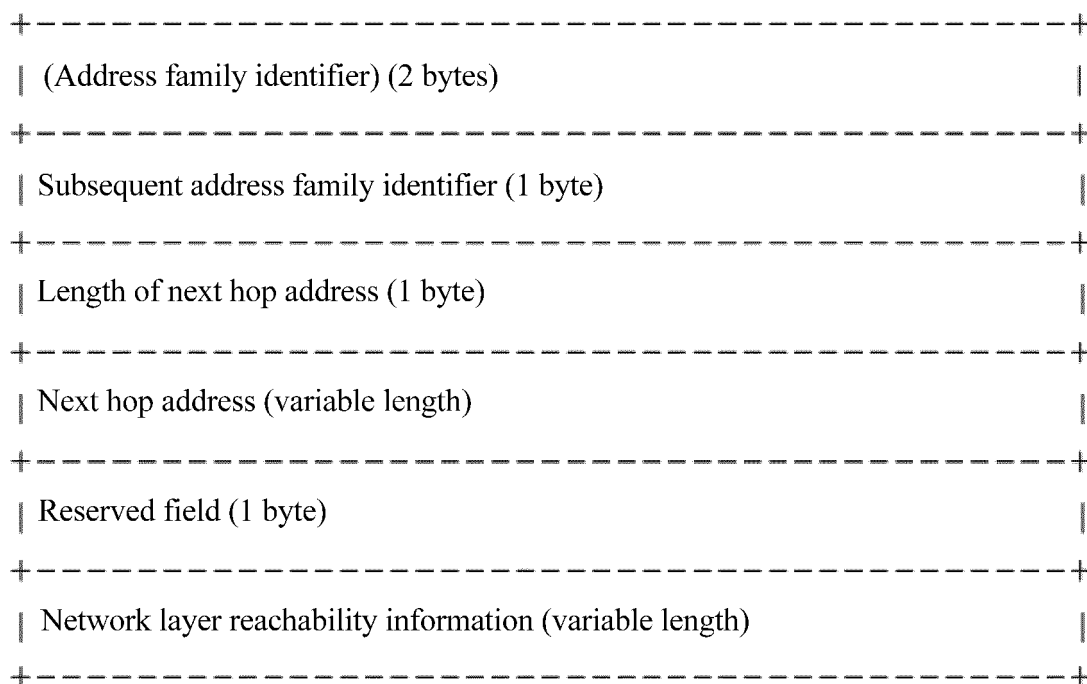 (Address family identifier) (2 bytes)
Subsequent address family identifier (1 byte)
Length of next hop address (1 byte)
Next hop address (variable length)
Reserved field (1 byte)
Network layer reachability information (variable length)